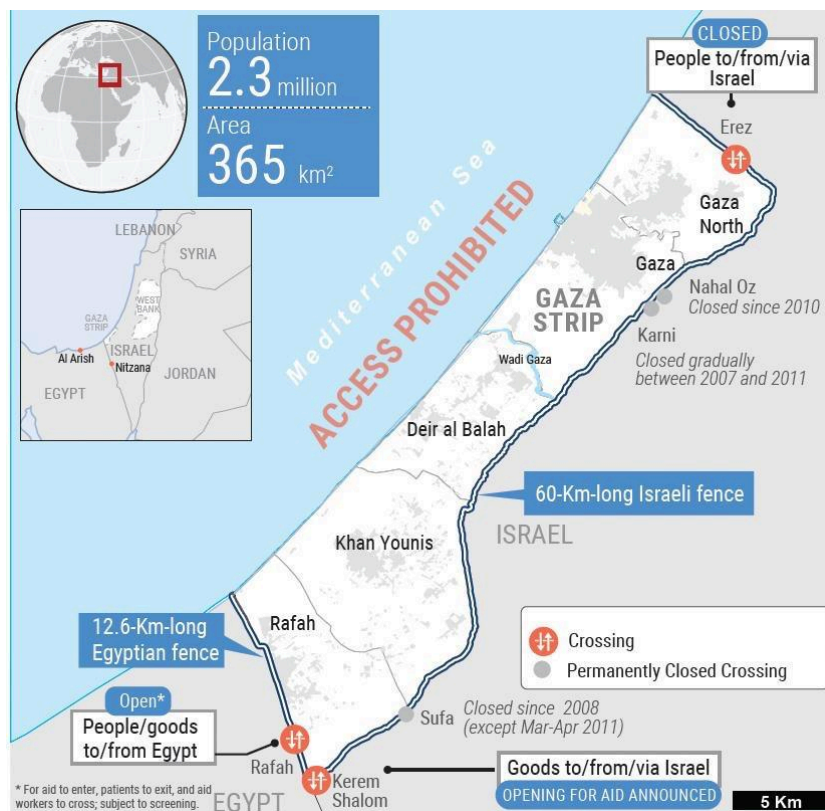 Population
2.3 million
Area
365 km²
CLOSED
People to/from/via
Israel
Erez
Gaza
North
Gaza
Nahal Oz
Closed since 2010
Karni
Closed gradually
between 2007 and 2011
Mediterranean Sea
ACCESS PROHIBITED
GAZA
STRIP
Wadi Gaza
LEBANON
SYRIA
WEST
BANK
GAZA
STRIP
Al Arish
ISRAEL
Nitzana
JORDAN
EGYPT
Deir al Balah
60-Km-long Israeli fence
ISRAEL
Khan Younis
12.6-Km-long
Egyptian fence
Rafah
Crossing
Permanently Closed Crossing
Open*
People/goods
to/from Egypt
Rafah
Sufa
Closed since 2008
(except Mar-Apr 2011)
Kerem
Shalom
Goods to/from/via Israel
OPENING FOR AID ANNOUNCED
* For aid to enter, patients to exit, and aid
workers to cross; subject to screening.
EGYPT
5 Km